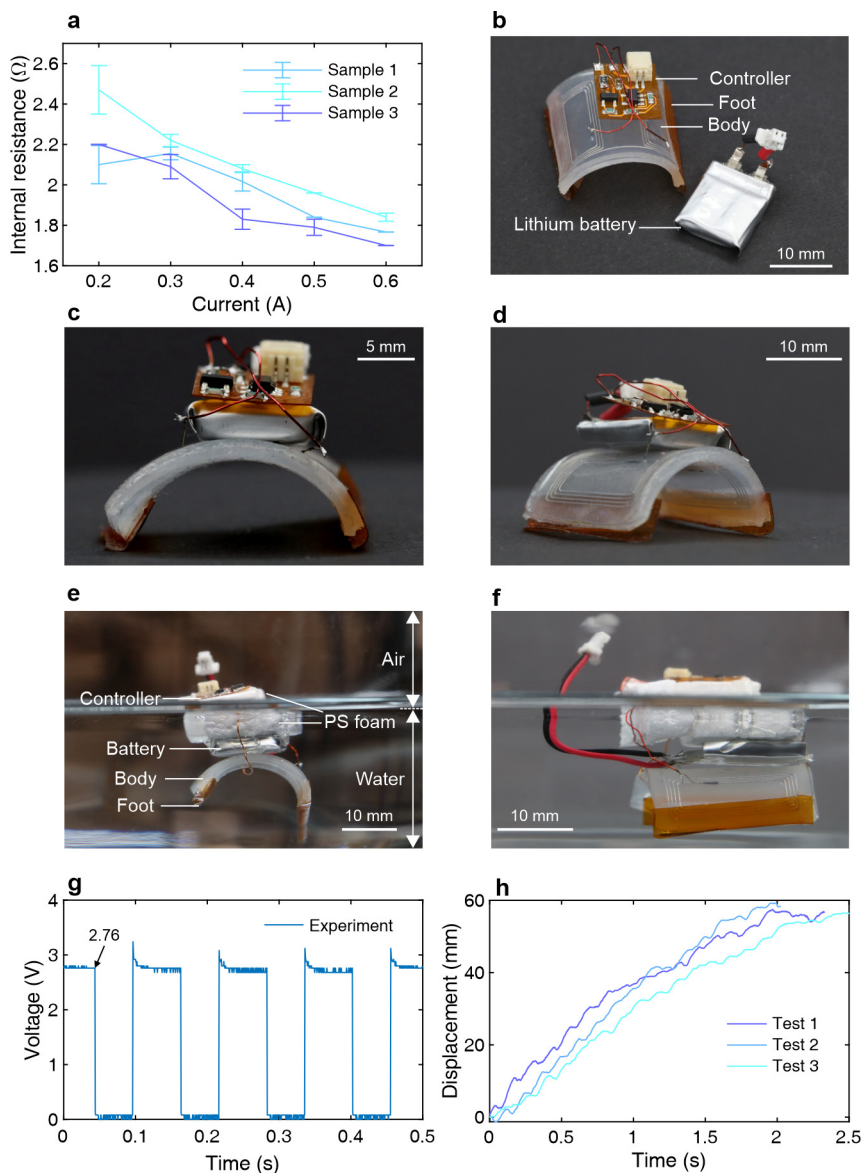 a
Internal resistance (Ω)
2.6
2.4
2.2
2.0
1.8
1.6
0.2 0.3 0.4 0.5 0.6
Current (A)
Sample 1
Sample 2
Sample 3
b
Controller
Foot
Body
Lithium battery
10 mm
c
5 mm
d
10 mm
e
Air
Controller
PS foam
Battery
Water
Body
Foot
10 mm
f
10 mm
g
Voltage (V)
4
3
2
1
0
2.76
Experiment
0 0.1 0.2 0.3 0.4 0.5
Time (s)
h
Displacement (mm)
60
40
20
0
Test 1
Test 2
Test 3
0 0.5 1 1.5 2 2.5
Time (s)